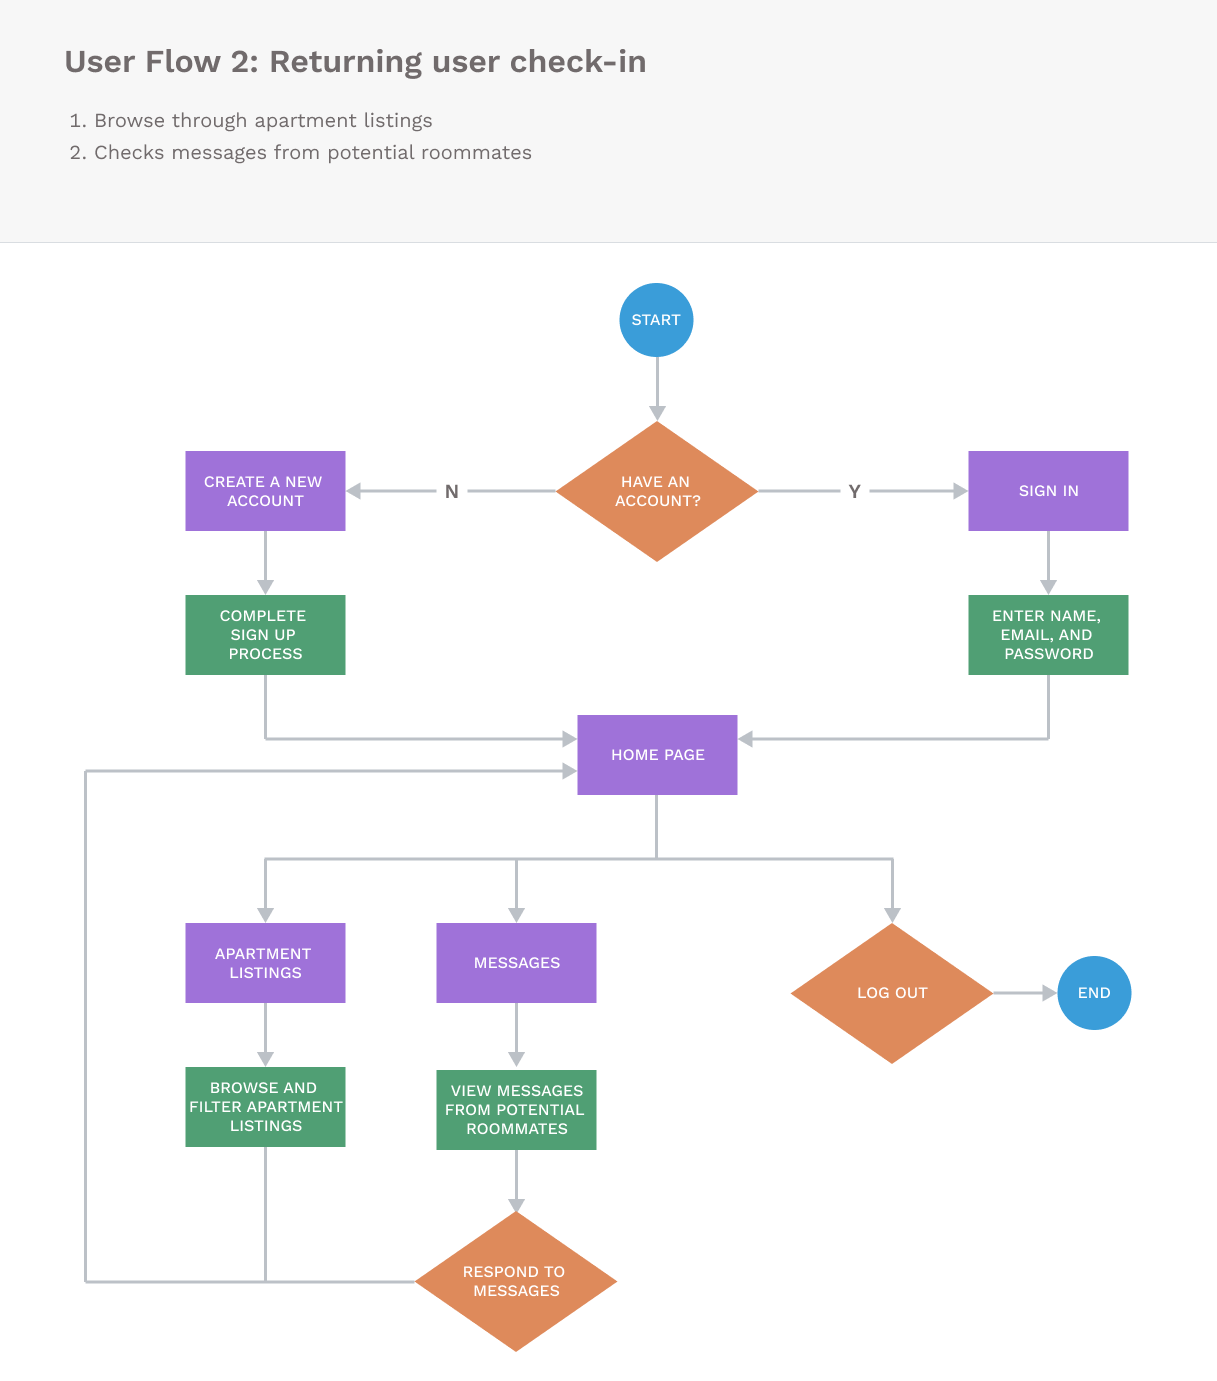 User Flow 2: Returning user check-in
1. Browse through apartment listings
2. Checks messages from potential roommates
START
HAVE AN
ACCOUNT?
N
Y
CREATE A NEW
ACCOUNT
SIGN IN
COMPLETE
SIGN UP
PROCESS
ENTER NAME,
EMAIL, AND
PASSWORD
HOME PAGE
APARTMENT
LISTINGS
MESSAGES
LOG OUT
END
BROWSE AND
FILTER APARTMENT
LISTINGS
VIEW MESSAGES
FROM POTENTIAL
ROOMMATES
RESPOND TO
MESSAGES